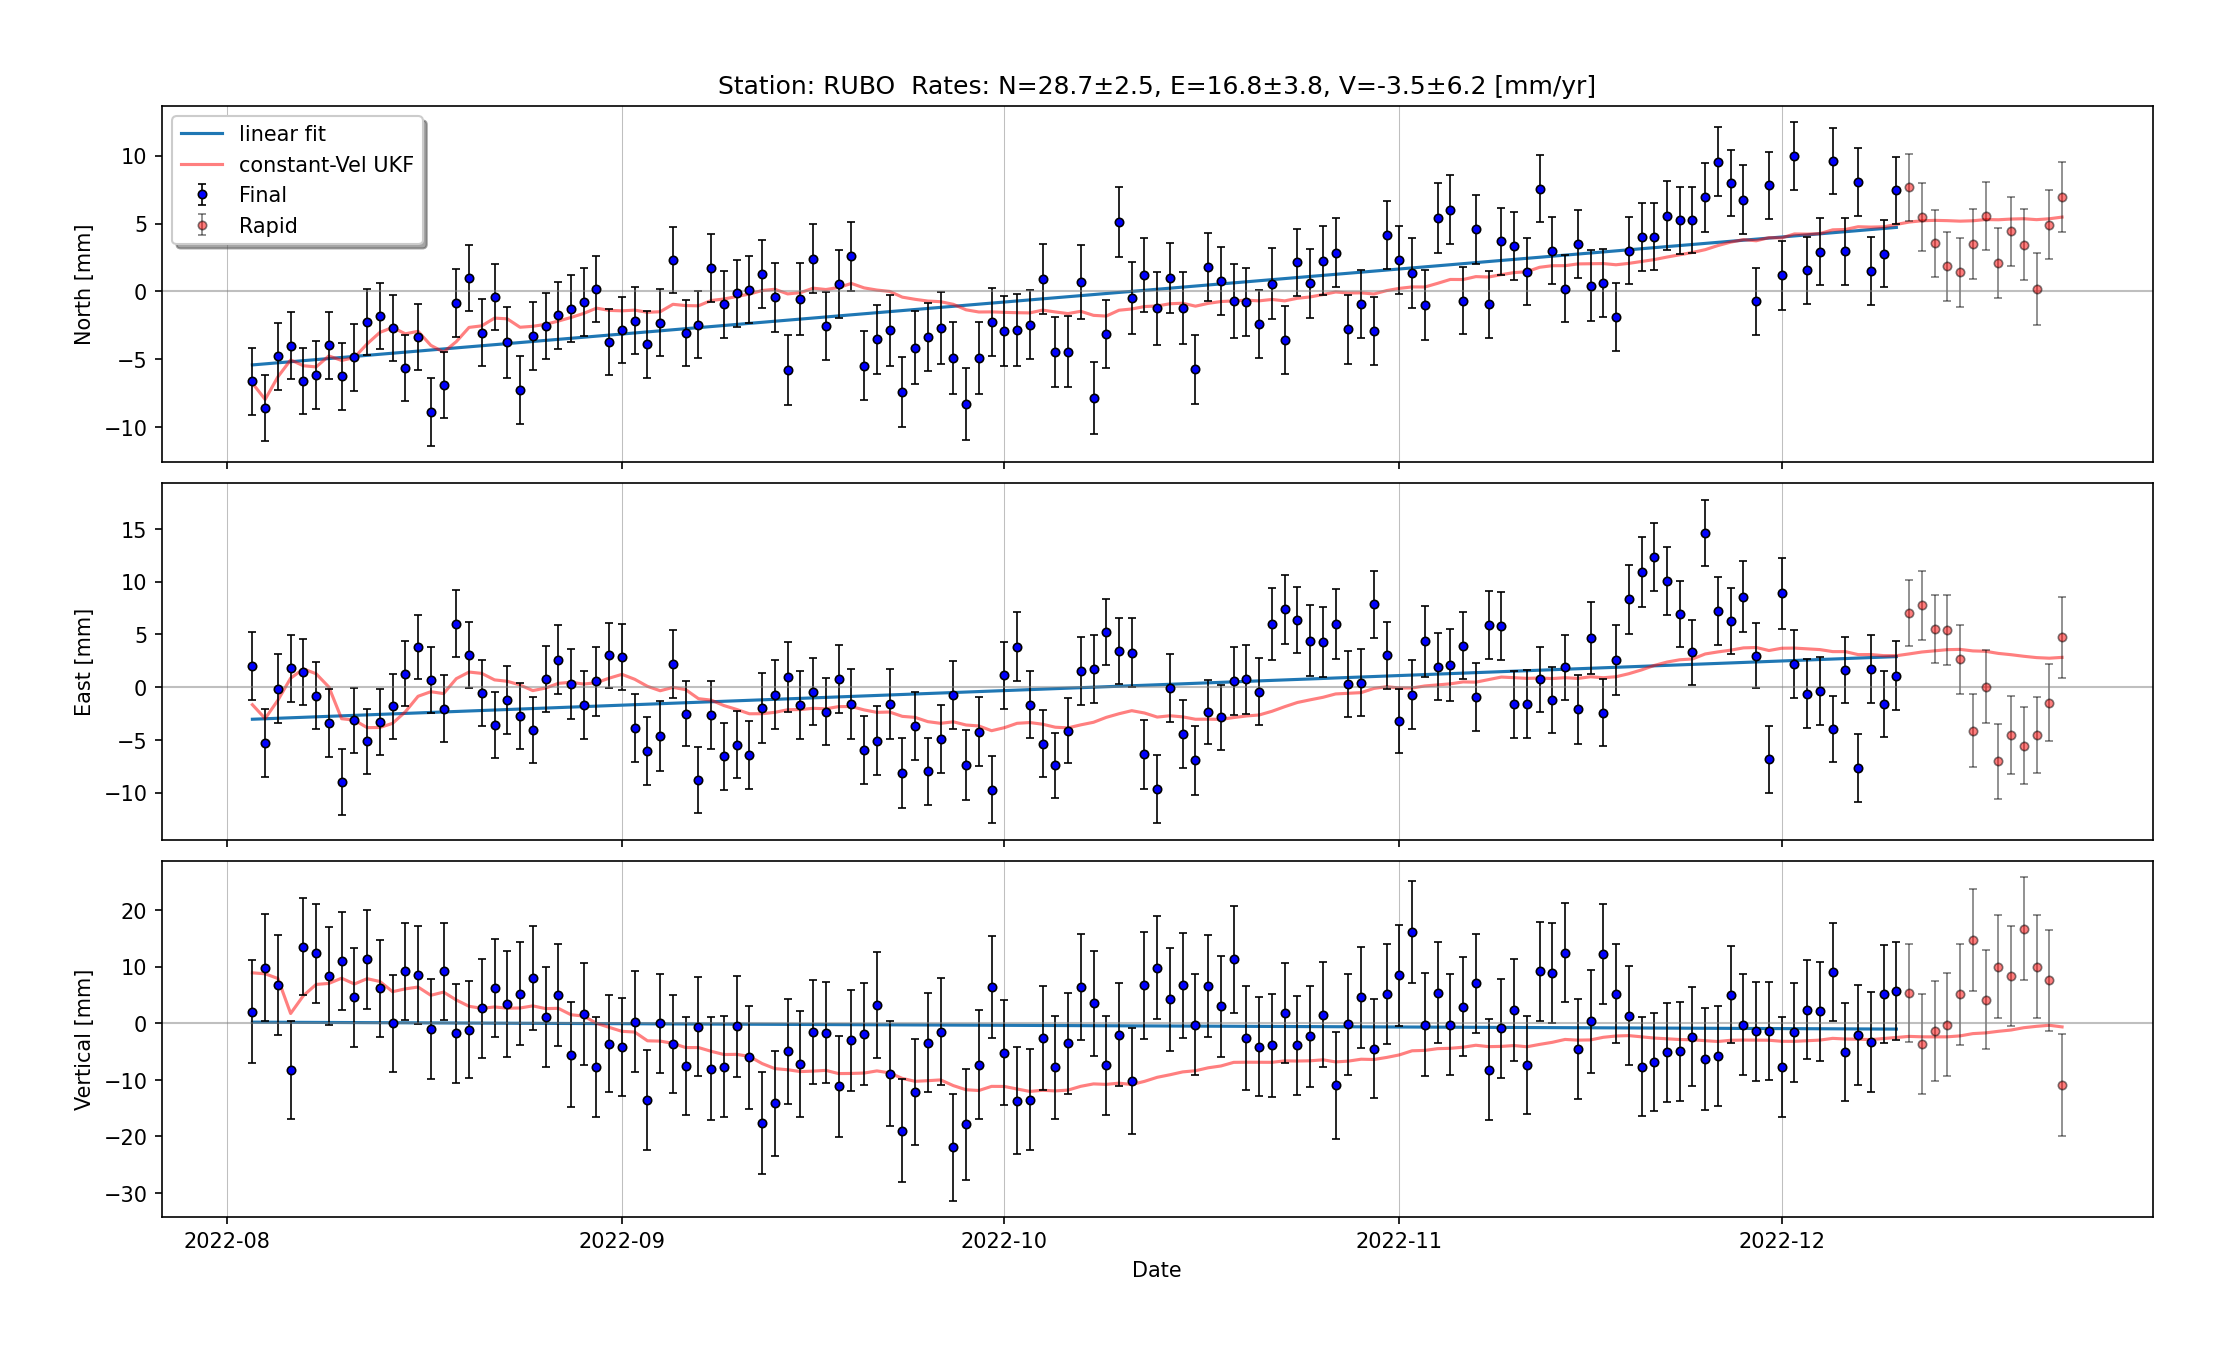 Station: RUBO  Rates: N=28.7±2.5, E=16.8±3.8, V=-3.5±6.2 [mm/yr]
linear fit
constant-Vel UKF
Final
Rapid
North [mm]
10
5
0
−5
−10
East [mm]
15
10
5
0
−5
−10
Vertical [mm]
20
10
0
−10
−20
−30
2022-08 2022-09 2022-10 2022-11 2022-12
Date